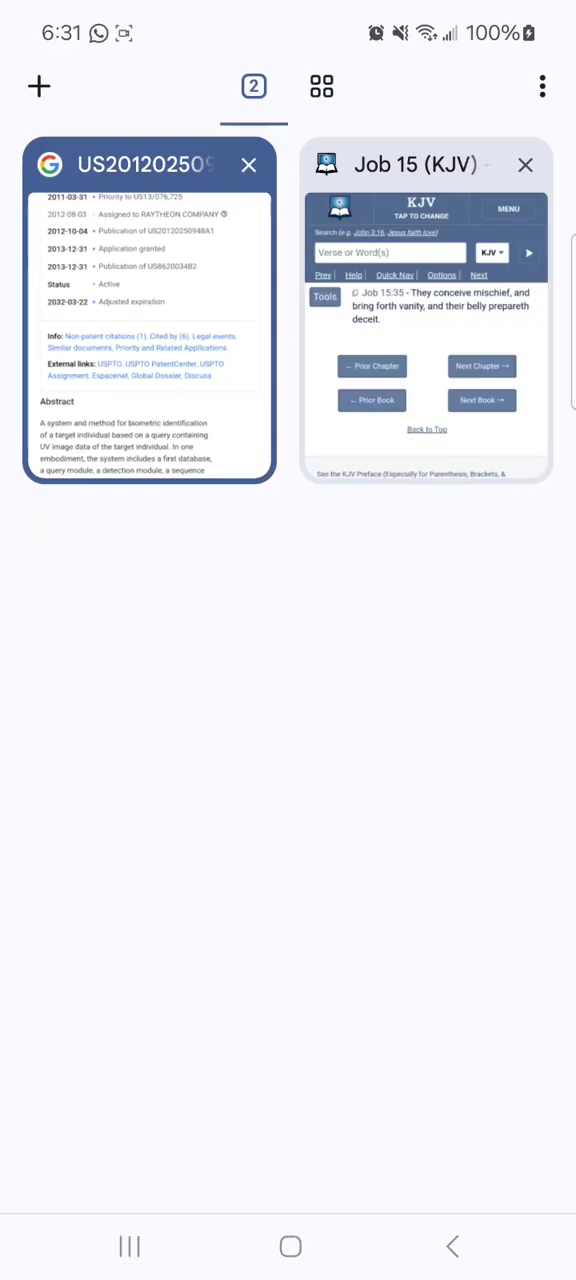 6:31 100%
2
US201202509
2011-03-31 • Priority to US13/076,725
2012-08-03 • Assigned to RAYTHEON COMPANY
2012-10-04 • Publication of US20120250948A1
2013-12-31 • Application granted
2013-12-31 • Publication of US8620034B2
Status • Active
2032-03-22 • Adjusted expiration
Info: Non-patent citations (1), Cited by (6), Legal events,
Similar documents, Priority and Related Applications
External links: USPTO, USPTO PatentCenter, USPTO
Assignment, Espacenet, Global Dossier, Discuss
Abstract
A system and method for biometric identification
of a target individual based on a query containing
UV image data of the target individual. In one
embodiment, the system includes a first database,
a query module, a detection module, a sequence
Job 15 (KJV) -
KJV
TAP TO CHANGE
MENU
Search (e.g. John 3:16, Jesus faith love)
Verse or Word(s)
KJV
Prev | Help | Quick Nav | Options | Next
Tools
Job 15:35 - They conceive mischief, and
bring forth vanity, and their belly prepareth
deceit.
← Prior Chapter
Next Chapter →
← Prior Book
Next Book →
Back to Top
See the KJV Preface (Especially for Parenthesis, Brackets, &